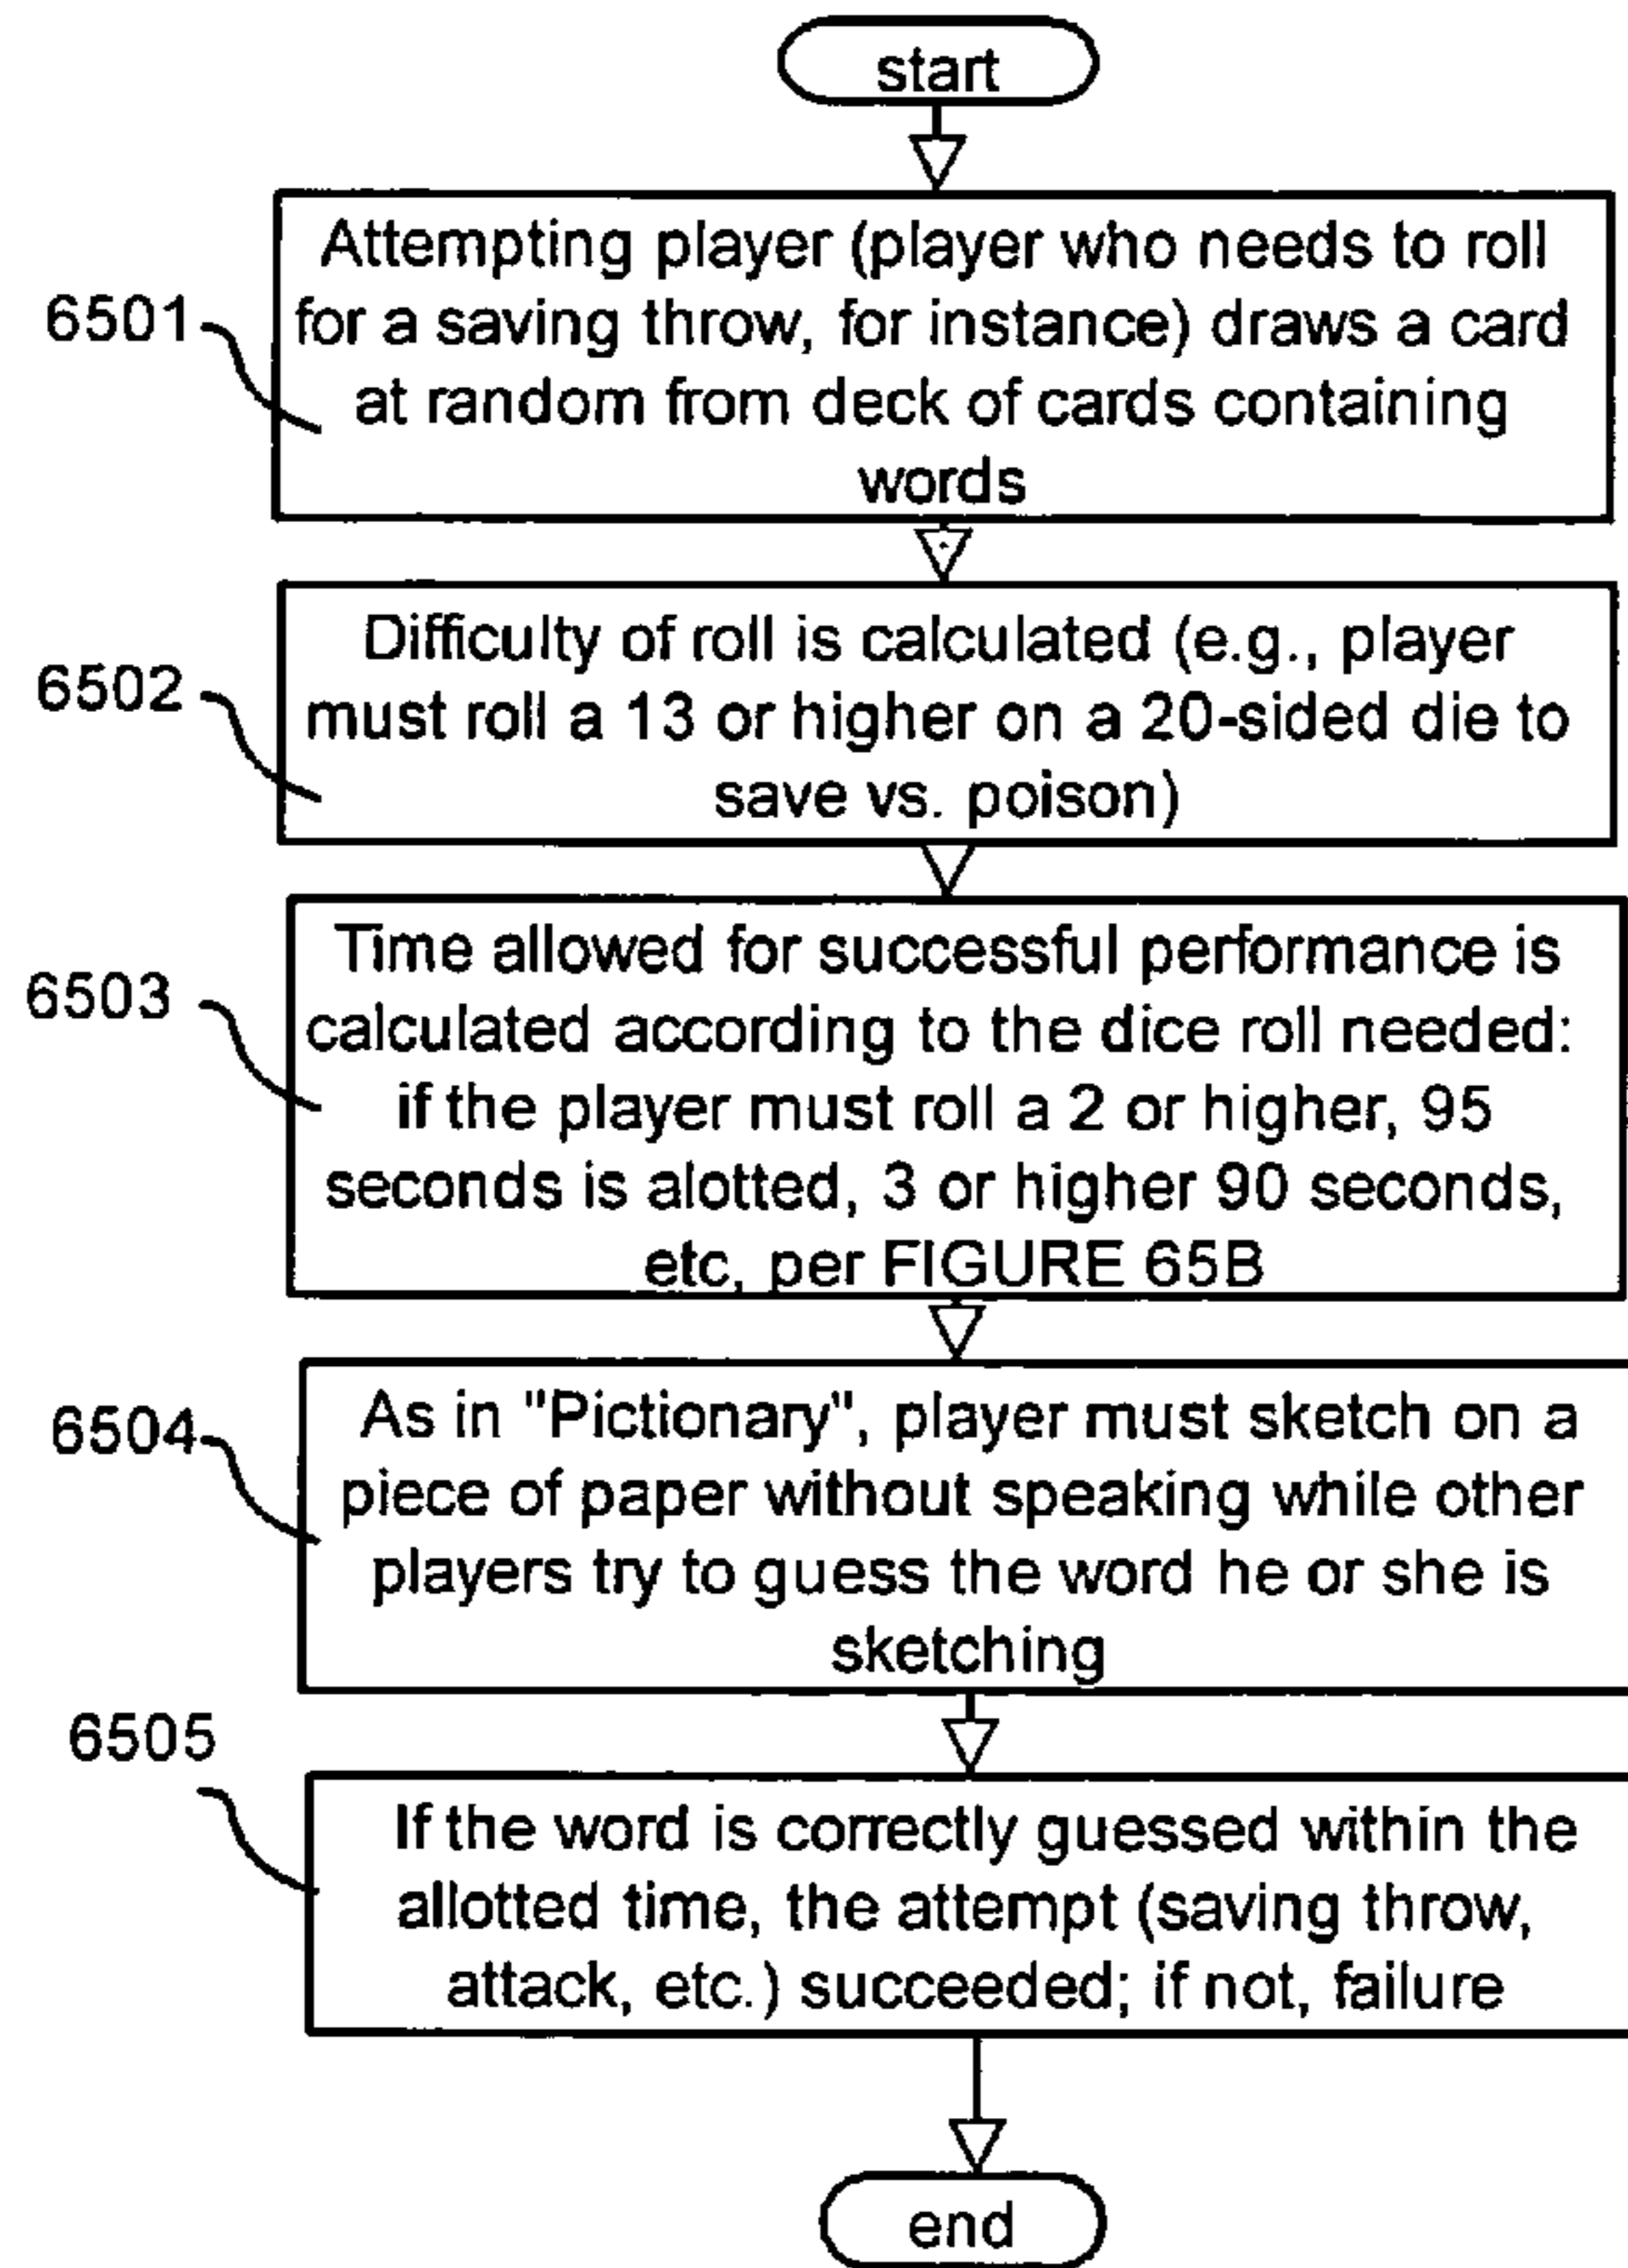 start
Attempting player (player who needs to roll
6501
for a saving throw, for instance) draws a card
at random from deck of cards containing
words
Difficulty of roll is calculated (e.g., player
6502
must roll a 13 or higher on a 20-sided die to
save vs. poison)
Time allowed for successful performance is
6503
calculated according to the dice roll needed:
if the player must roll a 2 or higher, 95
seconds is alotted, 3 or higher 90 seconds,
etc, per FIGURE 65B
As in "Pictionary", player must sketch on a
6504
piece of paper without speaking while other
players try to guess the word he or she is
sketching
6505
If the word is correctly guessed within the
allotted time, the attempt (saving throw,
attack, etc.) succeeded; if not, failure
end